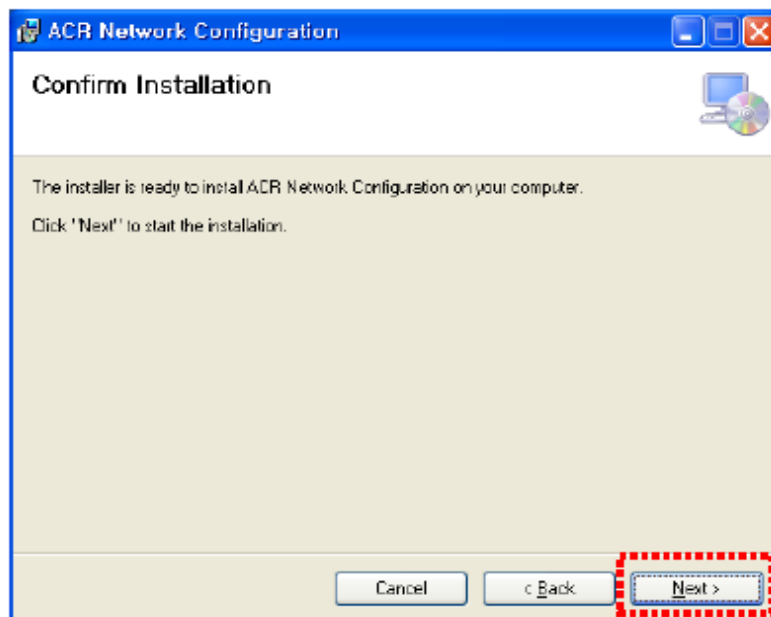 ACR Network Configuration
Confirm Installation
The installer is ready to install ACR Network Configuration on your computer.
Click "Next" to start the installation.
Cancel
< Back
Next >